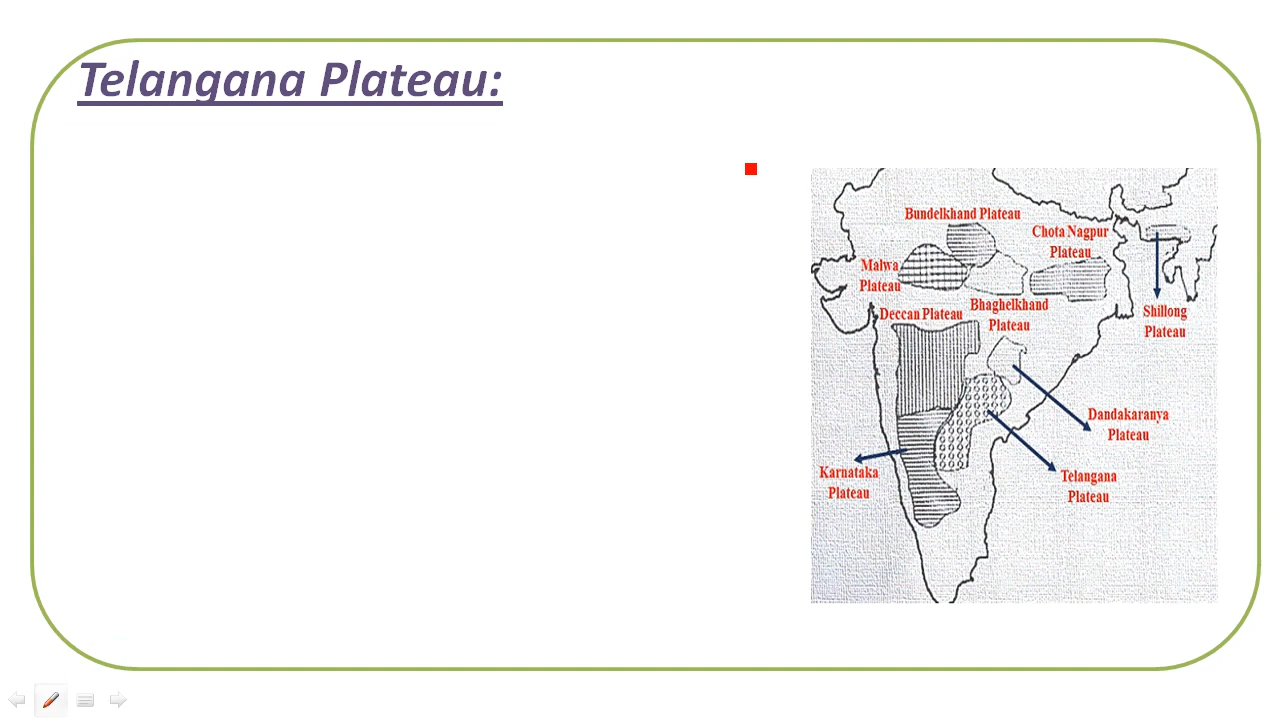 Telangana Plateau:
Bundelkhand Plateau
Chota Nagpur
Plateau
Malwa
Plateau
Deccan Plateau
Bhaghelkhand
Plateau
Shillong
Plateau
Dandakaranya
Plateau
Karnataka
Plateau
Telangana
Plateau